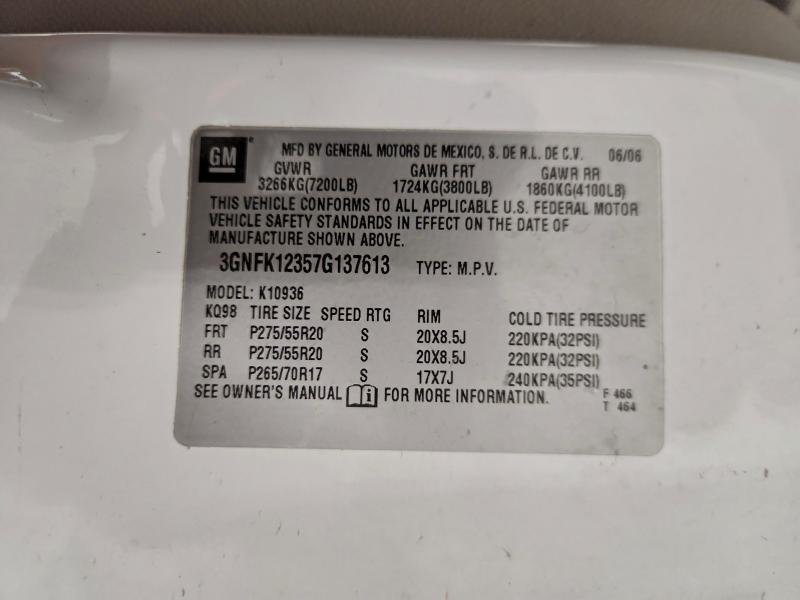 GM MFD BY GENERAL MOTORS DE MEXICO, S. DE R.L. DE C.V. 06/06
GVWR GAWR FRT GAWR RR
3266KG(7200LB) 1724KG(3800LB) 1860KG(4100LB)
THIS VEHICLE CONFORMS TO ALL APPLICABLE U.S. FEDERAL MOTOR
VEHICLE SAFETY STANDARDS IN EFFECT ON THE DATE OF
MANUFACTURE SHOWN ABOVE.
3GNFK12357G137613 TYPE: M.P.V.
MODEL: K10936
KQ98 TIRE SIZE SPEED RTG RIM COLD TIRE PRESSURE
FRT P275/55R20 S 20X8.5J 220KPA(32PSI)
RR P275/55R20 S 20X8.5J 220KPA(32PSI)
SPA P265/70R17 S 17X7J 240KPA(35PSI)
SEE OWNER'S MANUAL i FOR MORE INFORMATION. F 466
T 464